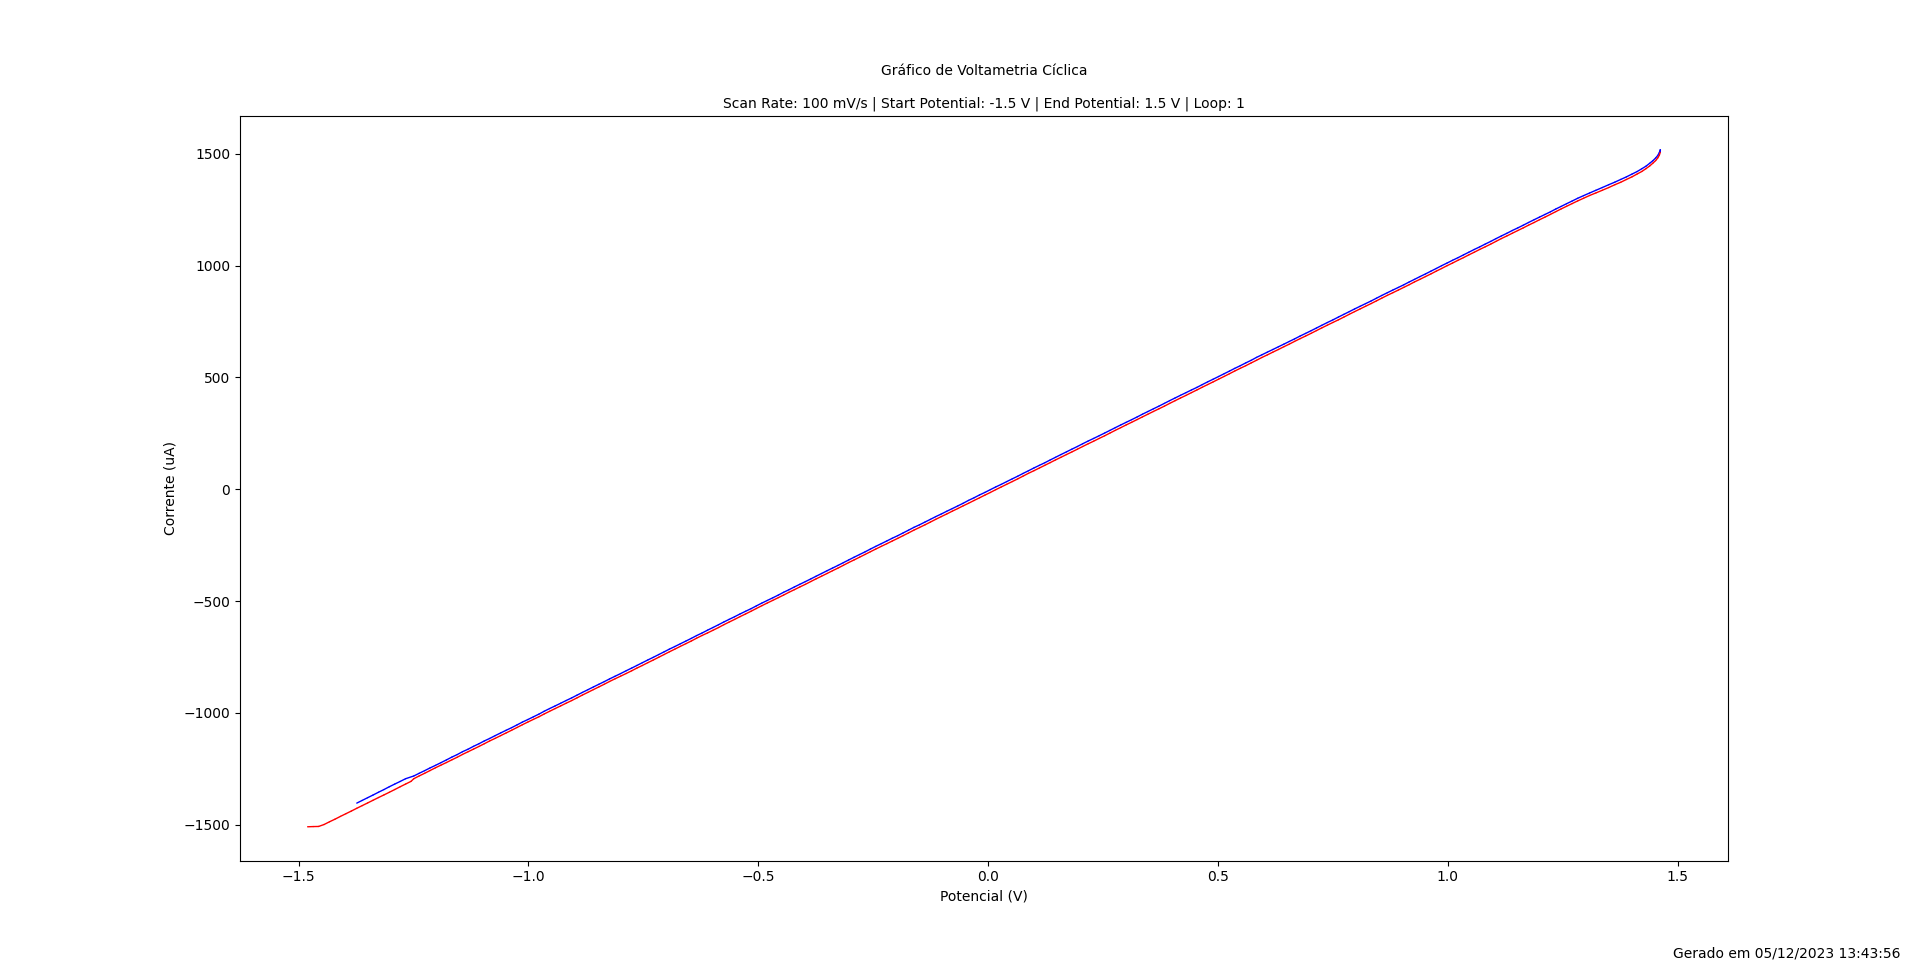 Gráfico de Voltametria Cíclica
Scan Rate: 100 mV/s | Start Potential: -1.5 V | End Potential: 1.5 V | Loop: 1
1500
1000
500
0
−500
−1000
−1500
Corrente (uA)
−1.5
−1.0
−0.5
0.0
0.5
1.0
1.5
Potencial (V)
Gerado em 05/12/2023 13:43:56